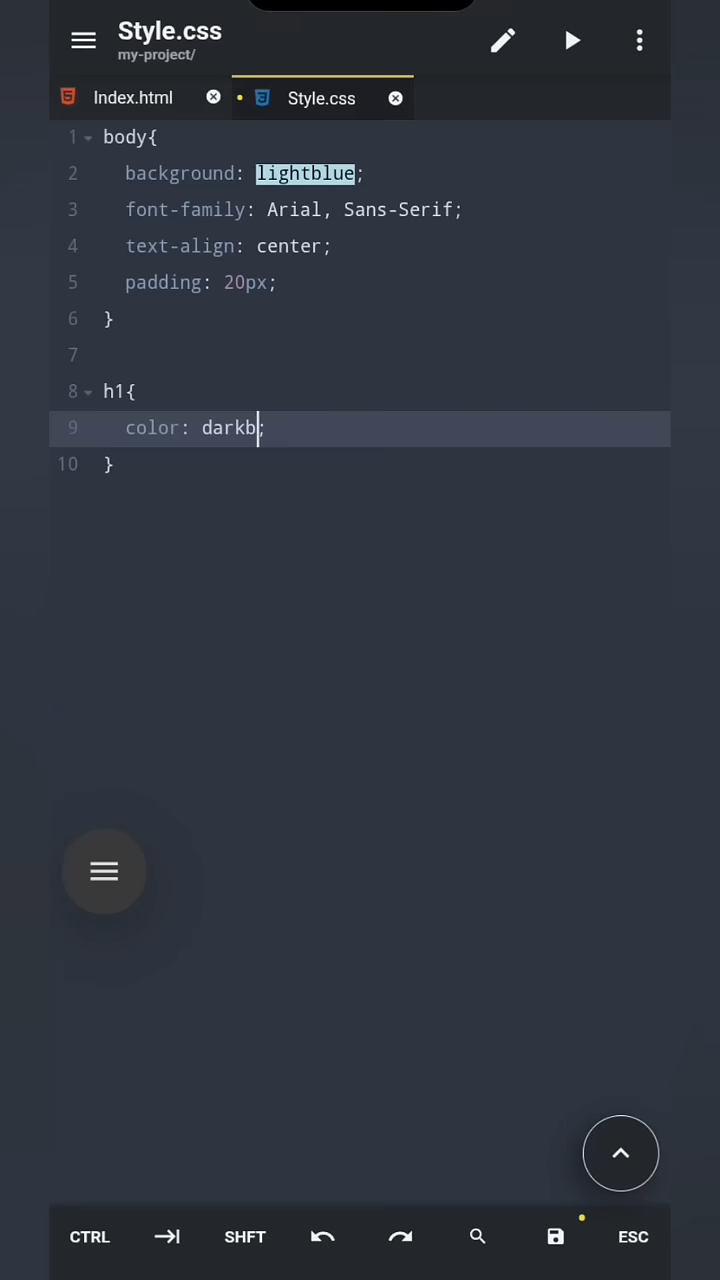 Style.css
my-project/
Index.html
Style.css
1 body{
2 background: lightblue;
3 font-family: Arial, Sans-Serif;
4 text-align: center;
5 padding: 20px;
6 }
7
8 h1{
9 color: darkb;
10 }
CTRL SHFT ESC